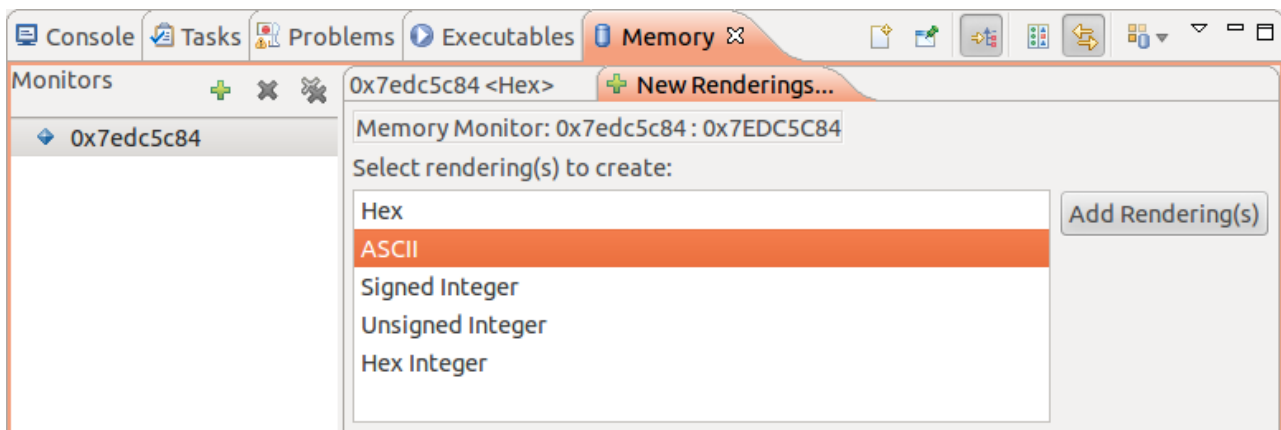 Console Tasks Problems Executables Memory
Monitors
0x7edc5c84 <Hex> New Renderings...
0x7edc5c84
Memory Monitor: 0x7edc5c84 : 0x7EDC5C84
Select rendering(s) to create:
Hex
Add Rendering(s)
ASCII
Signed Integer
Unsigned Integer
Hex Integer